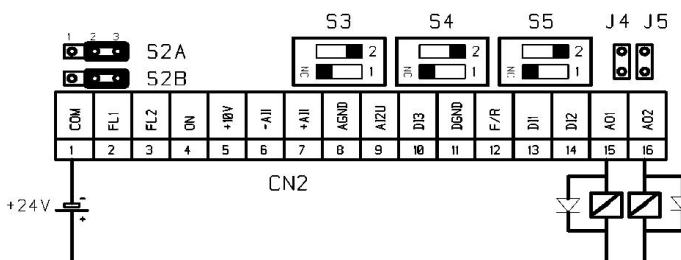 S3 S4 S5 J4 J5
1 2 3
S2A
2 2 2
S2B
ON 1 ON 1 ON 1
COM FL1 FL2 ON +10V -AI1 +AI1 AGND AI2U DI3 DGND F/R DI1 DI2 AO1 AO2
1 2 3 4 5 6 7 8 9 10 11 12 13 14 15 16
CN2
+24V - +